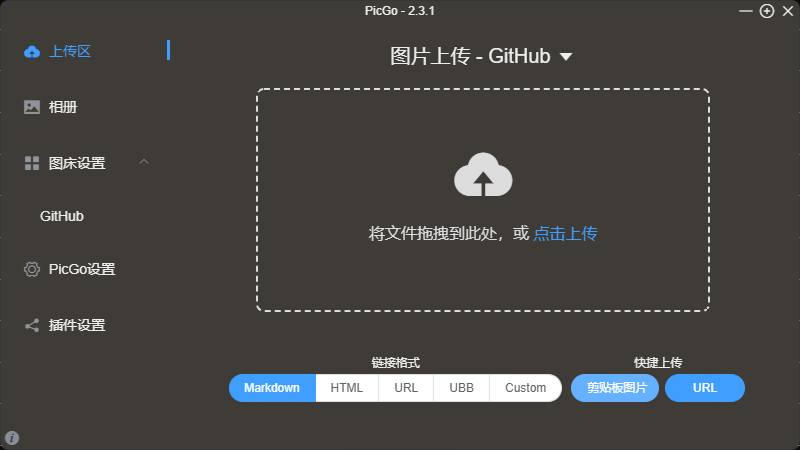 PicGo - 2.3.1
上传区
相册
图床设置
GitHub
PicGo设置
插件设置
图片上传 - GitHub
将文件拖拽到此处，或 点击上传
链接格式
Markdown HTML URL UBB Custom
快捷上传
剪贴板图片 URL